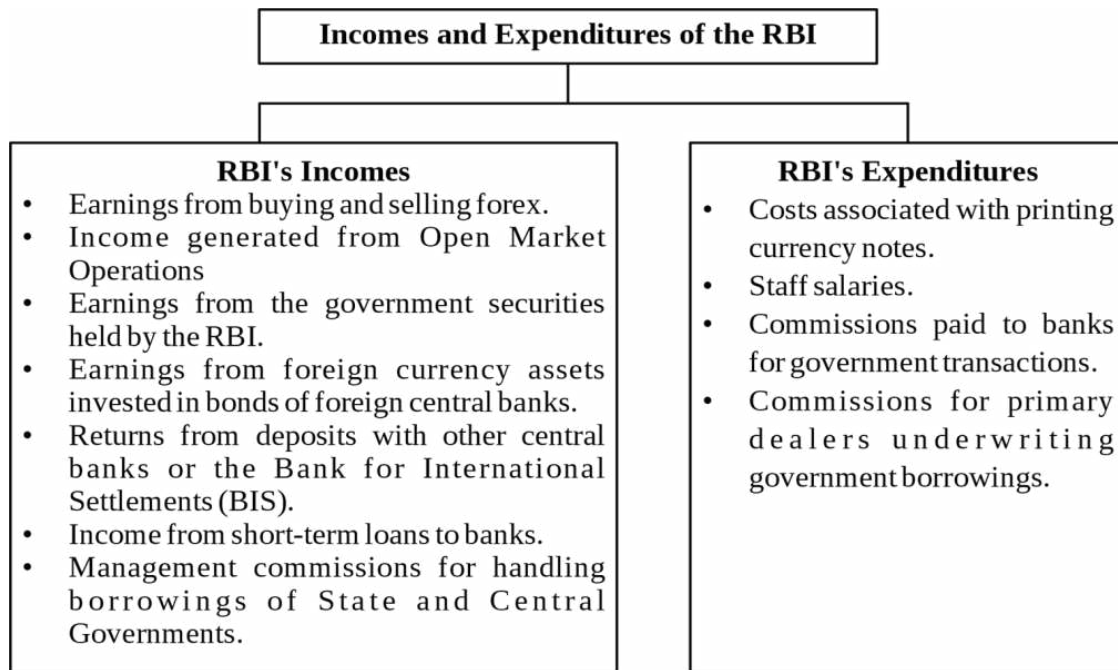 Incomes and Expenditures of the RBI
RBI's Incomes
• Earnings from buying and selling forex.
• Income generated from Open Market
Operations
• Earnings from the government securities
held by the RBI.
• Earnings from foreign currency assets
invested in bonds of foreign central banks.
• Returns from deposits with other central
banks or the Bank for International
Settlements (BIS).
• Income from short-term loans to banks.
• Management commissions for handling
borrowings of State and Central
Governments.
RBI's Expenditures
• Costs associated with printing
currency notes.
• Staff salaries.
• Commissions paid to banks
for government transactions.
• Commissions for primary
dealers underwriting
government borrowings.